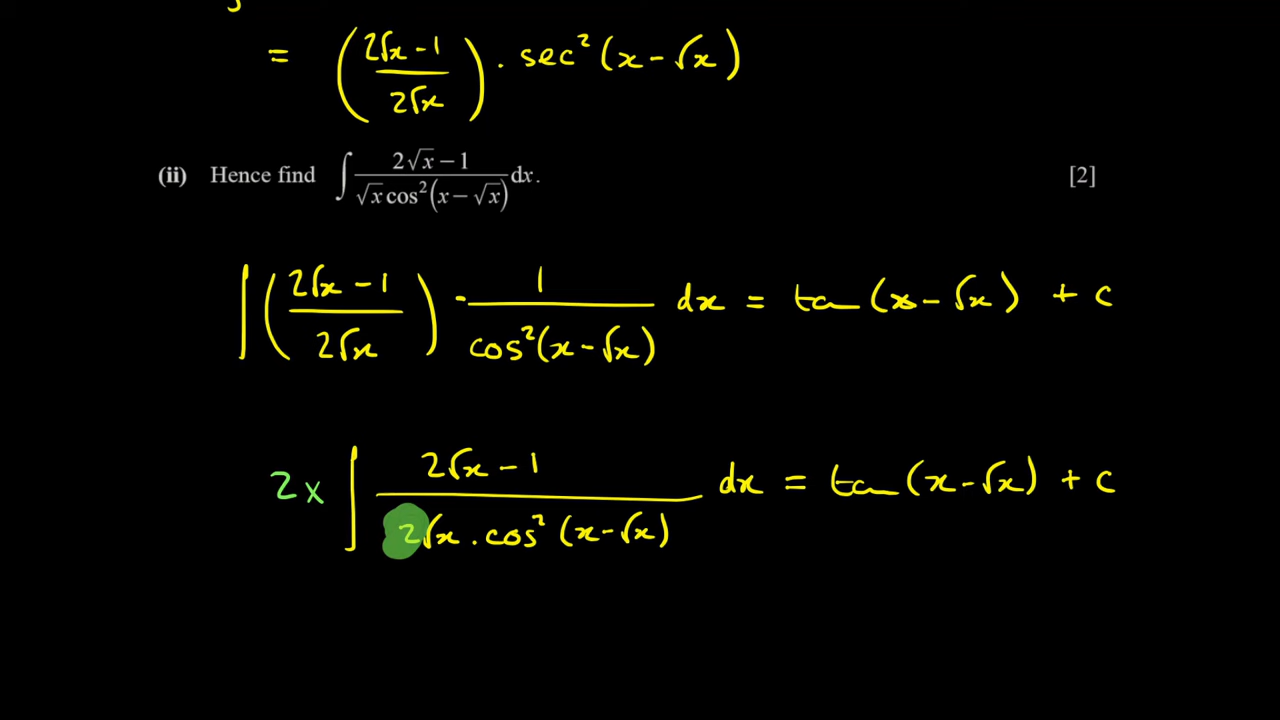 = ((2√x - 1)/(2√x)) . sec²(x - √x)
(ii) Hence find ∫ (2√x - 1)/(√x cos²(x - √x)) dx. [2]
∫ ((2√x - 1)/(2√x)) · 1/(cos²(x - √x)) dx = tan(x - √x) + c
2 × ∫ (2√x - 1)/(2√x . cos²(x - √x)) dx = tan(x - √x) + c